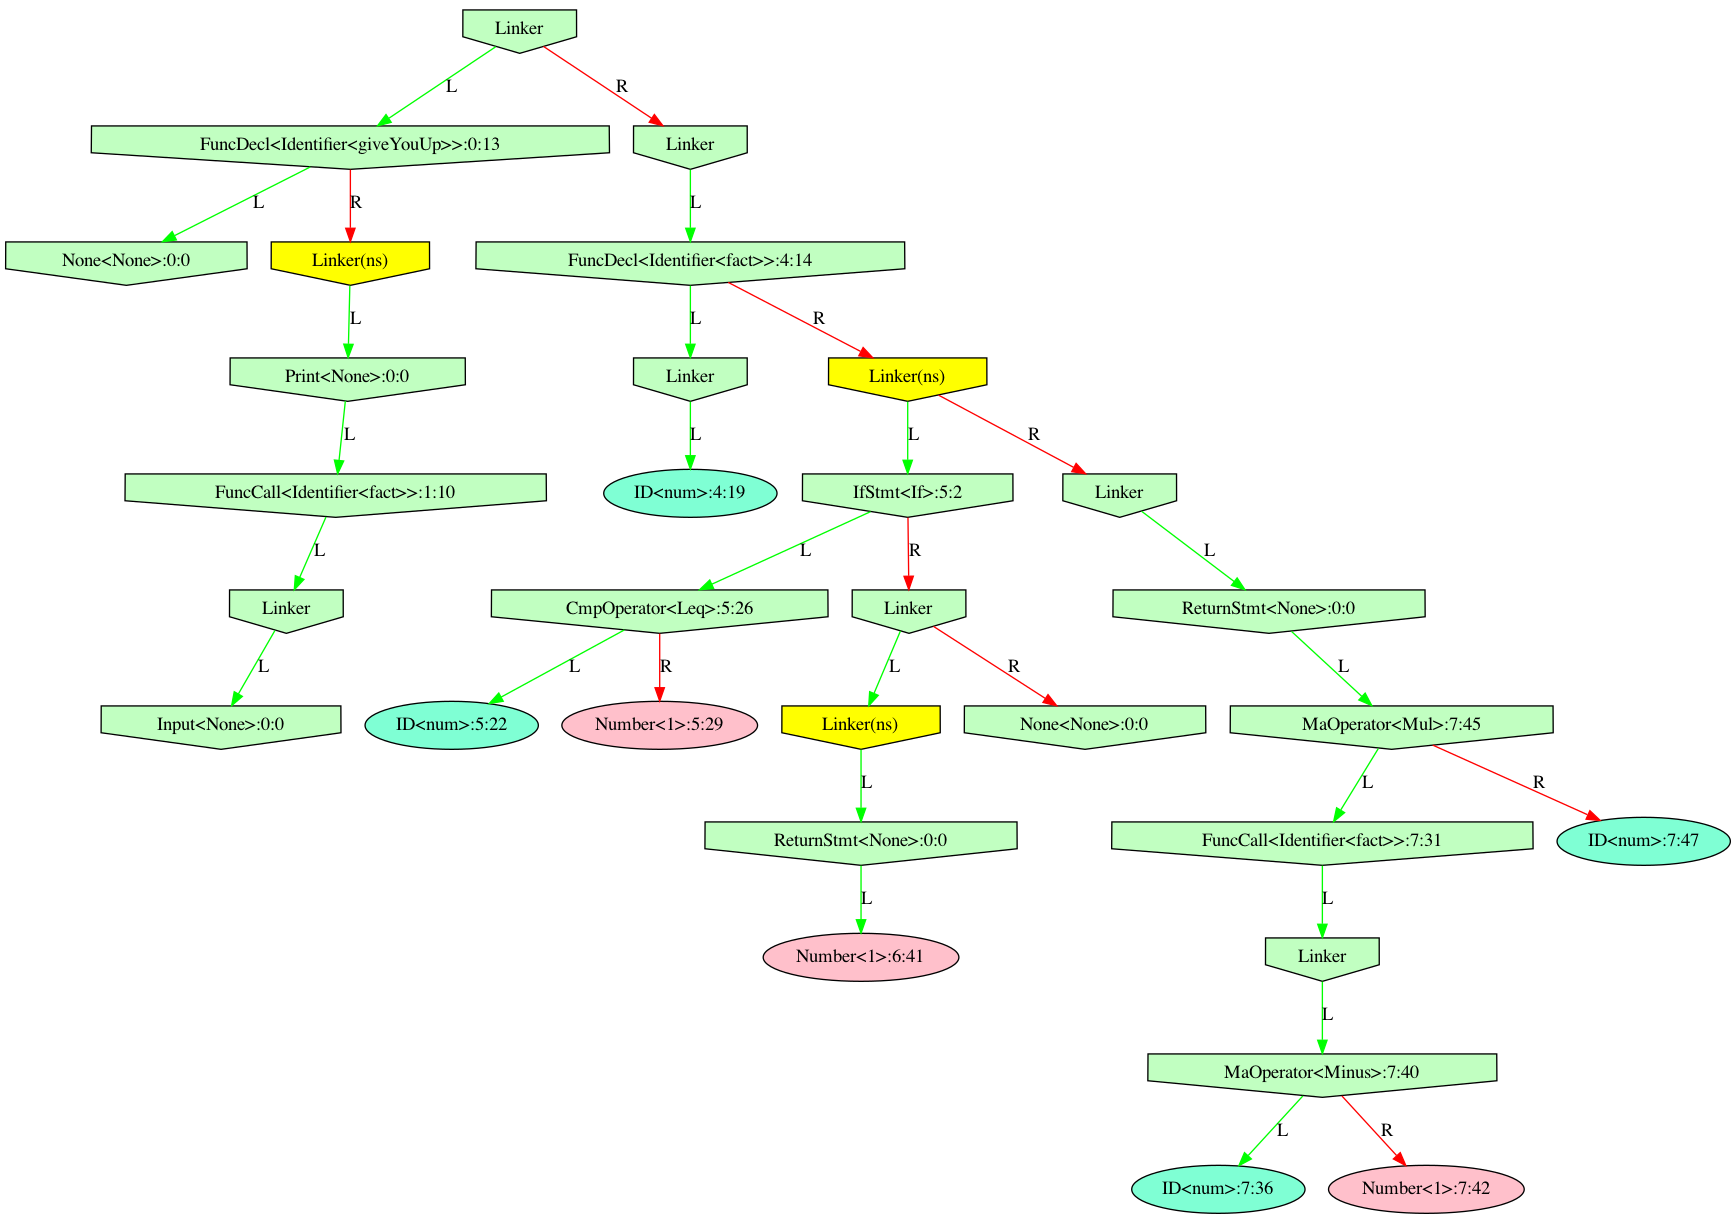 Linker
L
R
FuncDecl<Identifier<giveYouUp>>:0:13
Linker
L
R
L
None<None>:0:0
Linker(ns)
FuncDecl<Identifier<fact>>:4:14
L
L
R
Print<None>:0:0
Linker
Linker(ns)
L
L
L
R
FuncCall<Identifier<fact>>:1:10
ID<num>:4:19
IfStmt<If>:5:2
Linker
L
L
R
L
Linker
CmpOperator<Leq>:5:26
Linker
ReturnStmt<None>:0:0
L
L
R
L
R
L
Input<None>:0:0
ID<num>:5:22
Number<1>:5:29
Linker(ns)
None<None>:0:0
MaOperator<Mul>:7:45
L
L
R
ReturnStmt<None>:0:0
FuncCall<Identifier<fact>>:7:31
ID<num>:7:47
L
L
Number<1>:6:41
Linker
L
MaOperator<Minus>:7:40
L
R
ID<num>:7:36
Number<1>:7:42